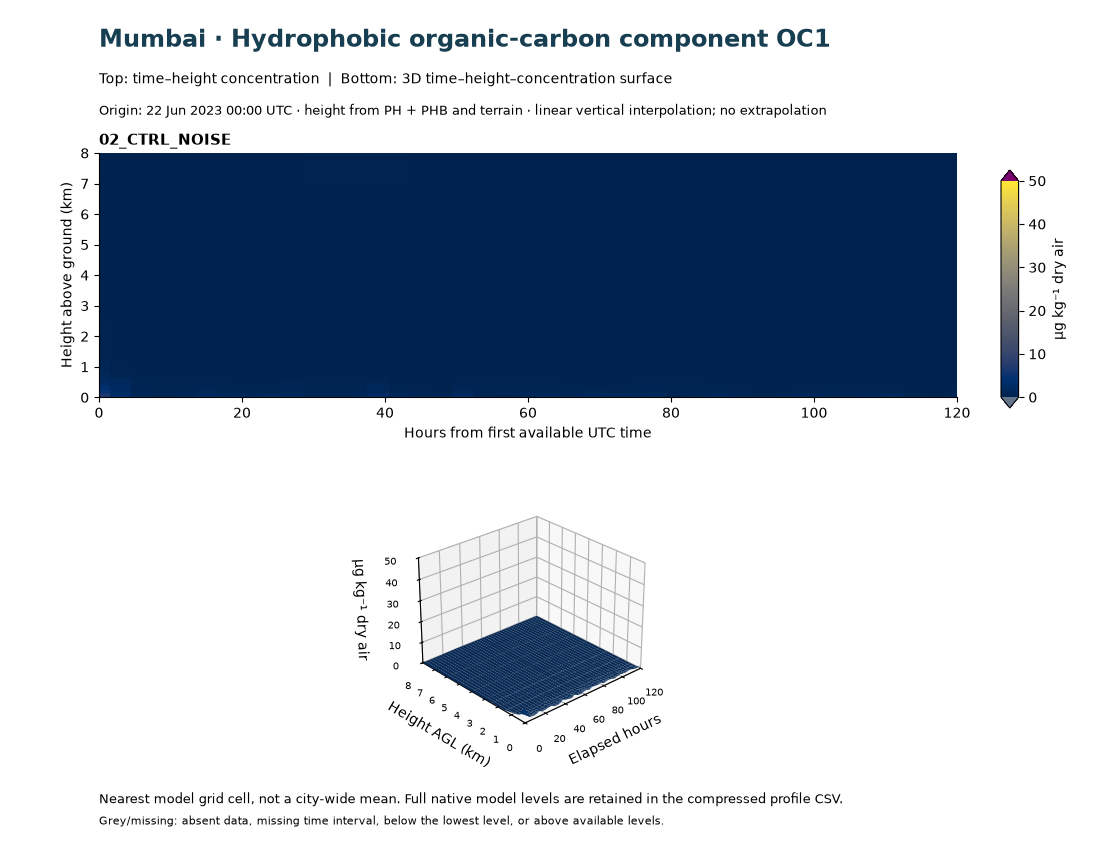 Mumbai · Hydrophobic organic-carbon component OC1
Top: time–height concentration | Bottom: 3D time–height–concentration surface
Origin: 22 Jun 2023 00:00 UTC · height from PH + PHB and terrain · linear vertical interpolation; no extrapolation
02_CTRL_NOISE
8
7
6
5
4
3
2
1
0
Height above ground (km)
0 20 40 60 80 100 120
Hours from first available UTC time
50
40
30
20
10
0
µg kg⁻¹ dry air
50
40
30
20
10
0
µg kg⁻¹ dry air
8 7 6 5 4 3 2 1 0
Height AGL (km)
0 20 40 60 80 100 120
Elapsed hours
Nearest model grid cell, not a city-wide mean. Full native model levels are retained in the compressed profile CSV.
Grey/missing: absent data, missing time interval, below the lowest level, or above available levels.